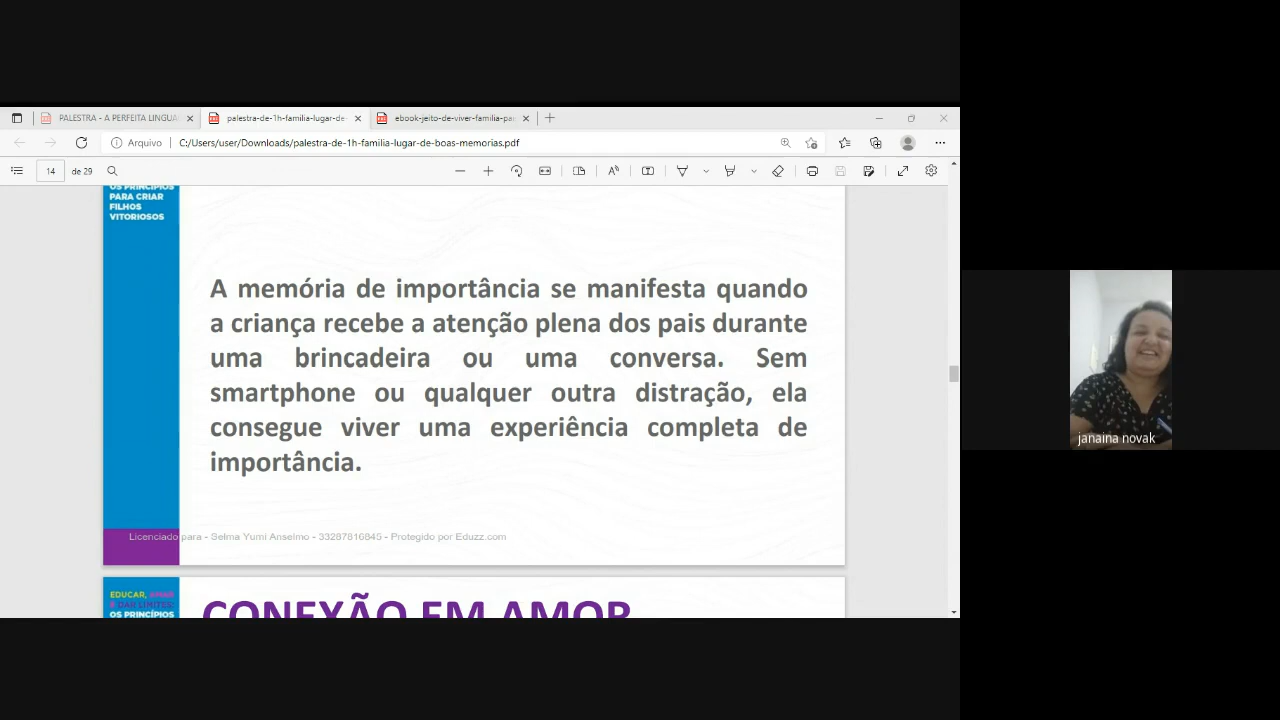 PALESTRA - A PERFEITA LINGUA
palestra-de-1h-familia-lugar-de-
ebook-jeito-de-viver-familia-pai
Arquivo
C:/Users/user/Downloads/palestra-de-1h-familia-lugar-de-boas-memorias.pdf
14 de 29
OS PRINCÍPIOS
PARA CRIAR
FILHOS
VITORIOSOS
A memória de importância se manifesta quando
a criança recebe a atenção plena dos pais durante
uma brincadeira ou uma conversa. Sem
smartphone ou qualquer outra distração, ela
consegue viver uma experiência completa de
importância.
Licenciado para - Selma Yumi Anselmo - 33287816845 - Protegido por Eduzz.com
EDUCAR, AMAR
E DAR LIMITES:
OS PRINCÍPIOS
CONEXÃO EM AMOR
janaina novak